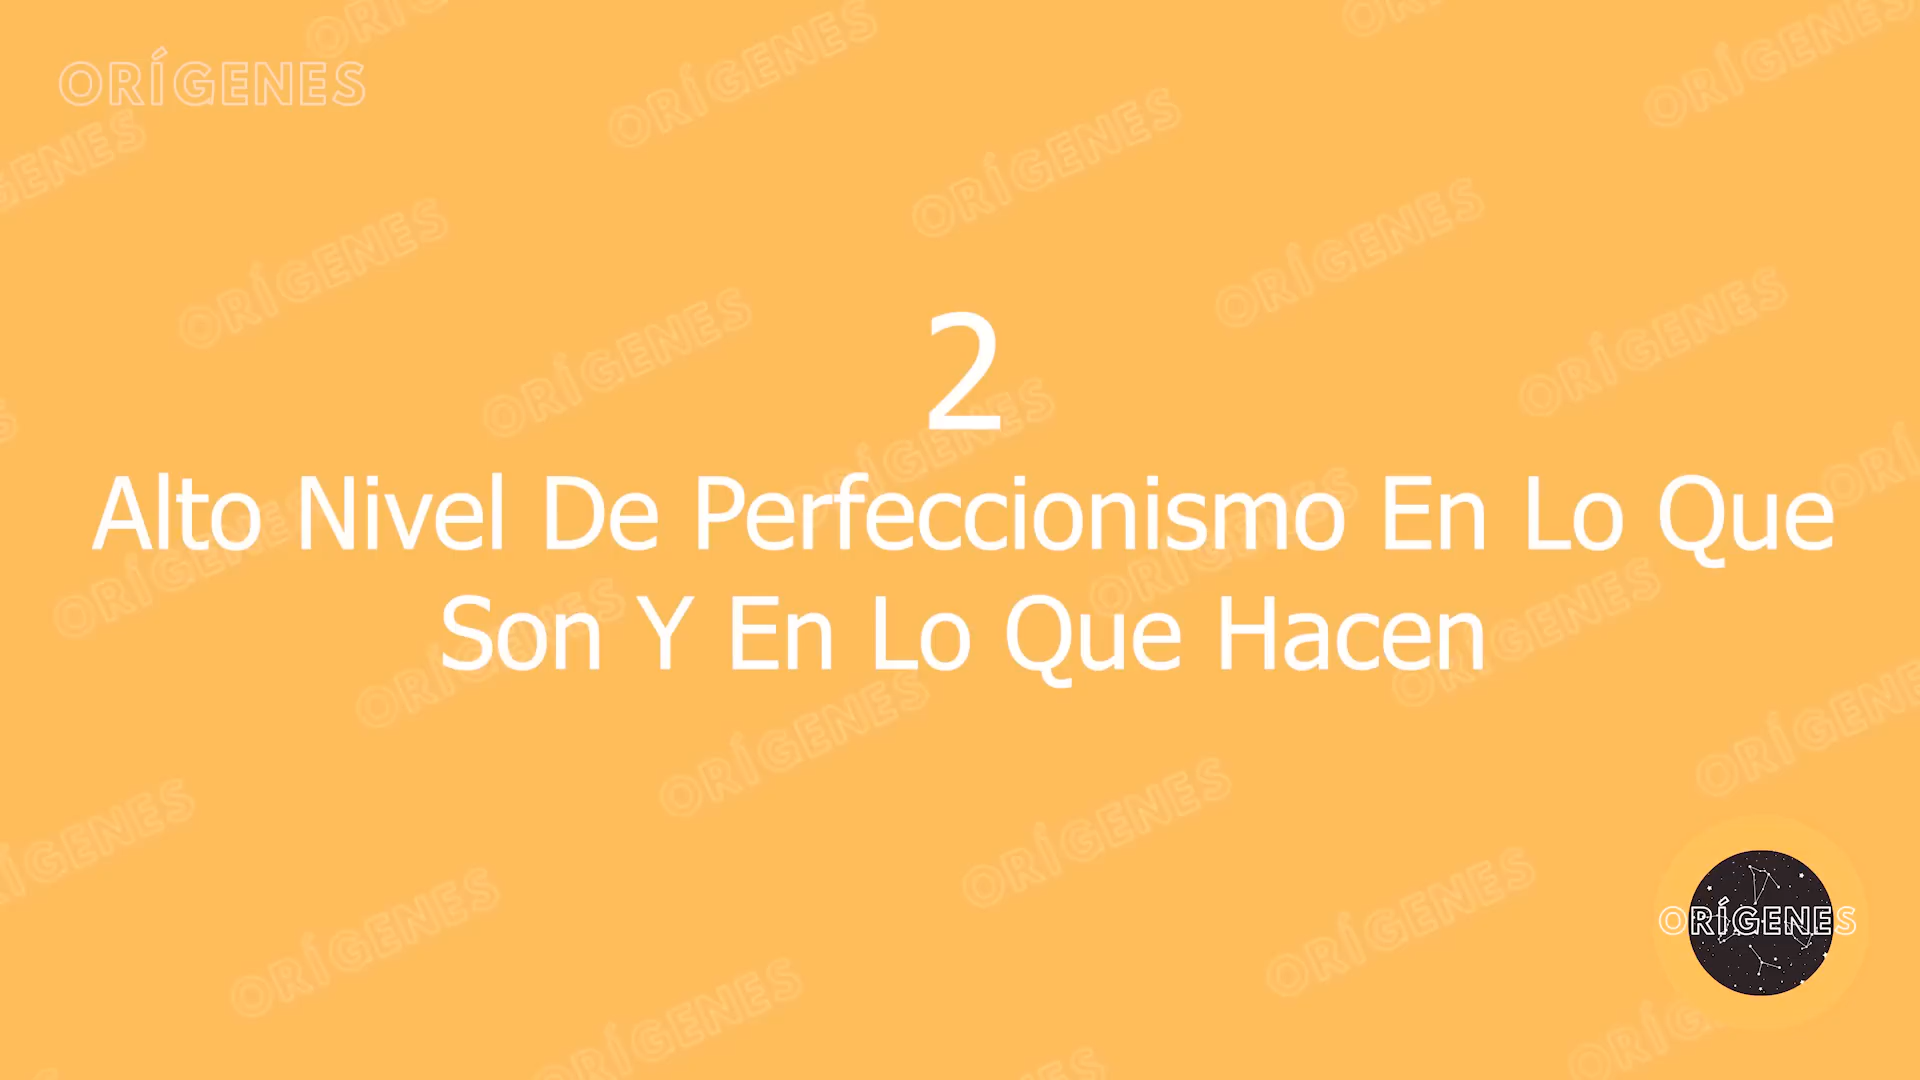 ORÍGENES
2
Alto Nivel De Perfeccionismo En Lo Que
Son Y En Lo Que Hacen
ORÍGENES